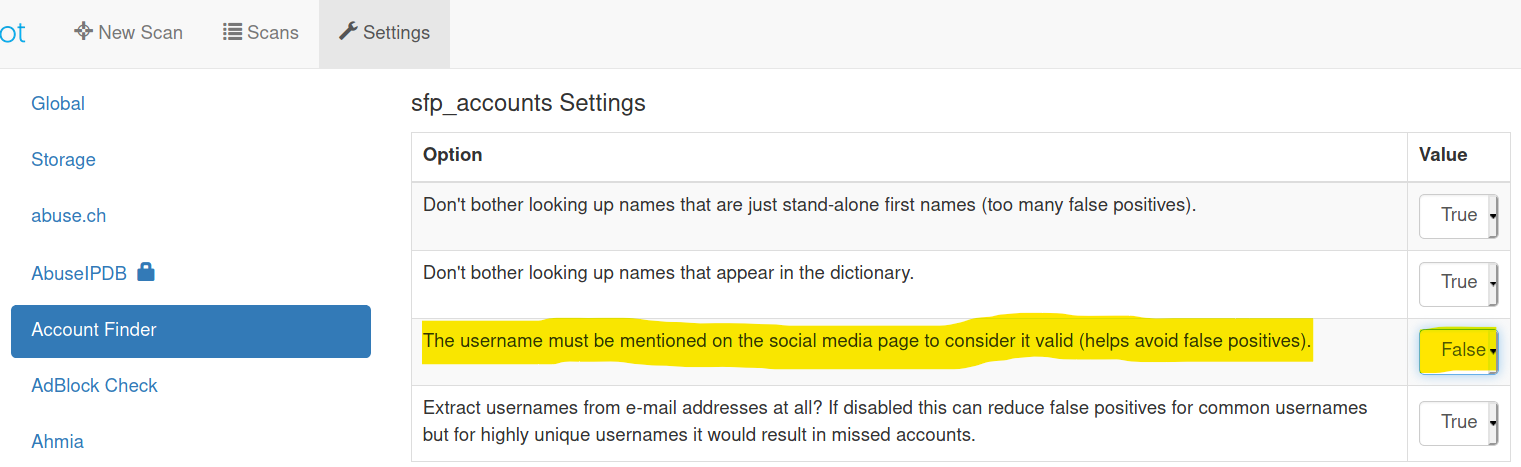 ot New Scan Scans Settings
Global
Storage
abuse.ch
AbuseIPDB
Account Finder
AdBlock Check
Ahmia
sfp_accounts Settings
Option Value
Don't bother looking up names that are just stand-alone first names (too many false positives). True
Don't bother looking up names that appear in the dictionary. True
The username must be mentioned on the social media page to consider it valid (helps avoid false positives). False
Extract usernames from e-mail addresses at all? If disabled this can reduce false positives for common usernames
but for highly unique usernames it would result in missed accounts. True